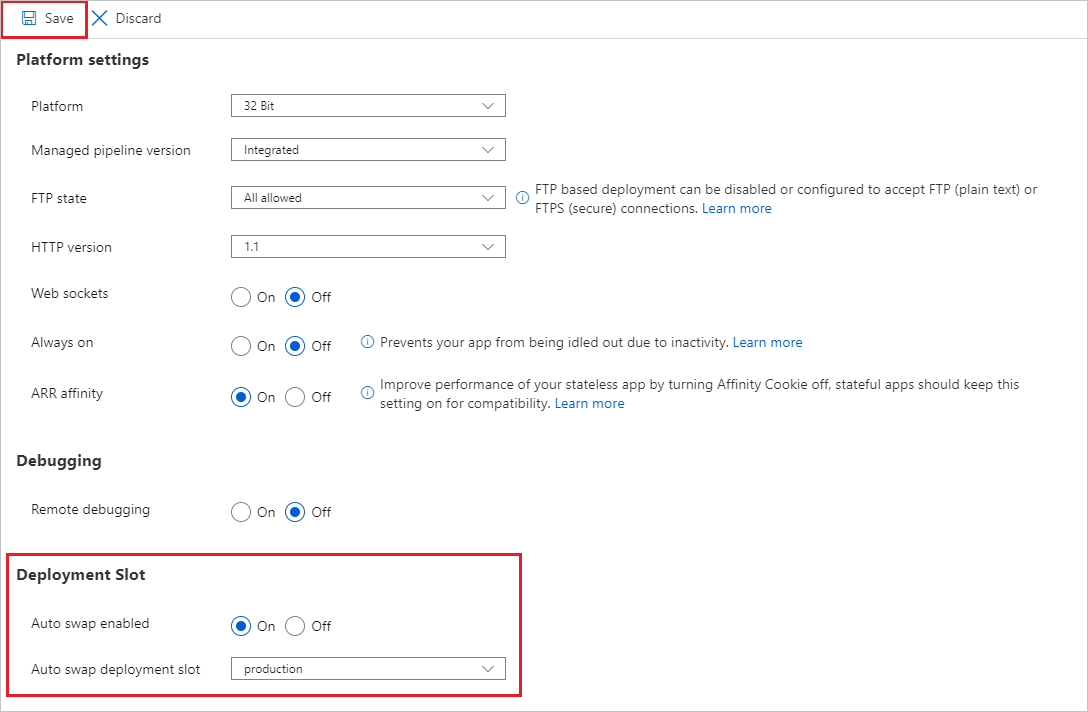 Save Discard
Platform settings
Platform 32 Bit
Managed pipeline version Integrated
FTP state All allowed FTP based deployment can be disabled or configured to accept FTP (plain text) or
FTPS (secure) connections. Learn more
HTTP version 1.1
Web sockets On Off
Always on On Off Prevents your app from being idled out due to inactivity. Learn more
ARR affinity On Off Improve performance of your stateless app by turning Affinity Cookie off, stateful apps should keep this
setting on for compatibility. Learn more
Debugging
Remote debugging On Off
Deployment Slot
Auto swap enabled On Off
Auto swap deployment slot production